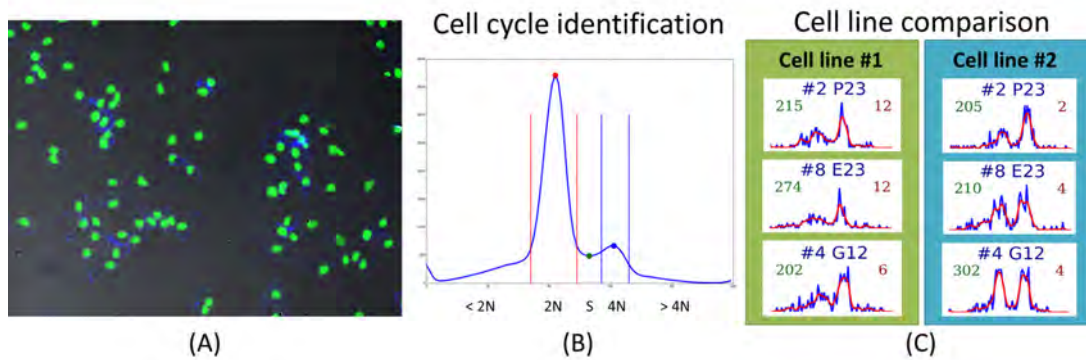 Cell cycle identification
Cell line comparison
Cell line #1
Cell line #2
#2 P23
215
12
#8 E23
274
12
#4 G12
202
6
#2 P23
205
2
#8 E23
210
4
#4 G12
302
4
< 2N
2N
S
4N
> 4N
(A)
(B)
(C)